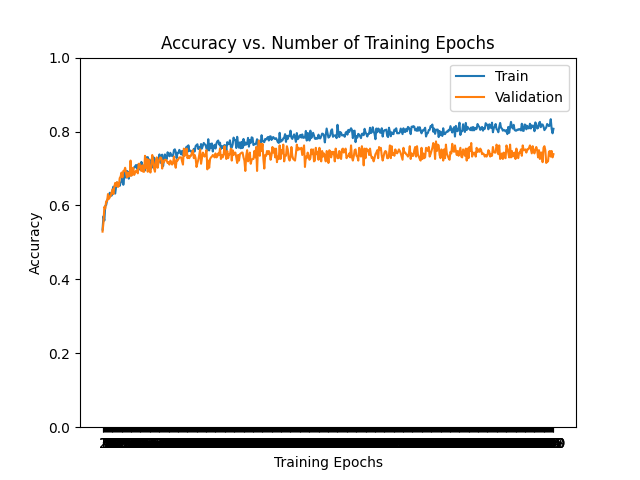 Accuracy vs. Number of Training Epochs
Train
Validation
1.0
0.8
0.6
0.4
0.2
0.0
Accuracy
Training Epochs